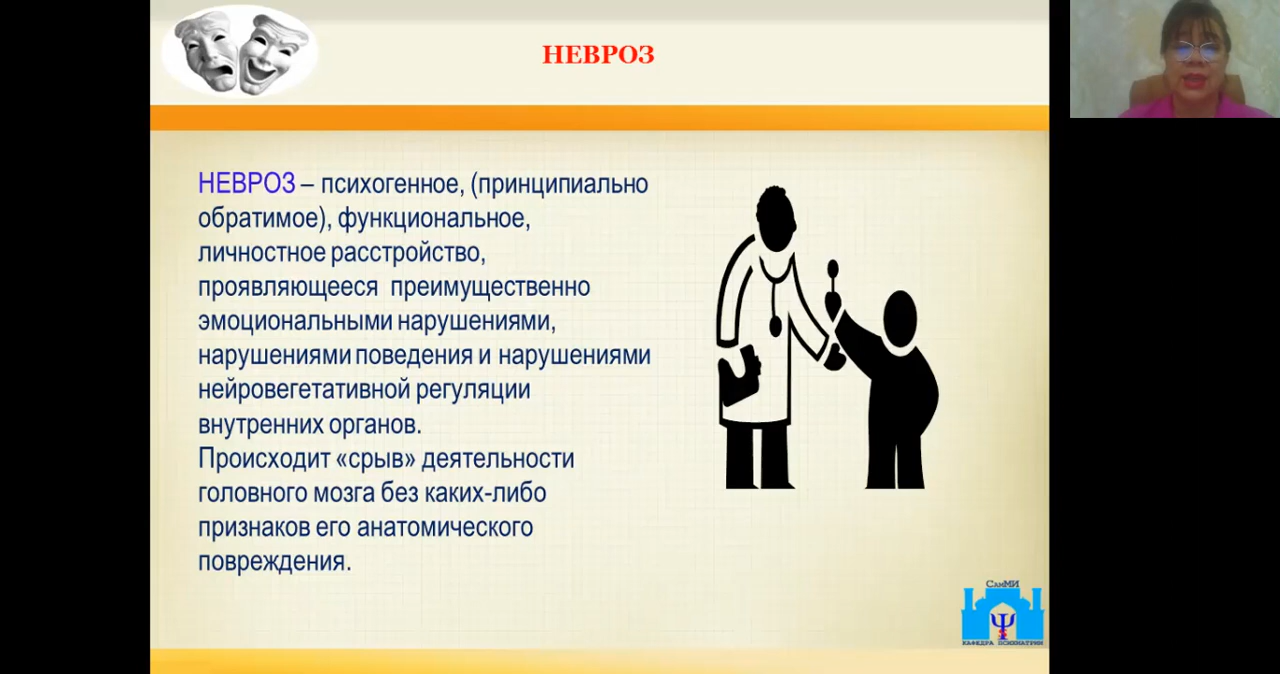 НЕВРОЗ
НЕВРОЗ – психогенное, (принципиально
обратимое), функциональное,
личностное расстройство,
проявляющееся преимущественно
эмоциональными нарушениями,
нарушениями поведения и нарушениями
нейровегетативной регуляции
внутренних органов.
Происходит «срыв» деятельности
головного мозга без каких-либо
признаков его анатомического
повреждения.
СамМИ
Ψ
КАФЕДРА ПСИХИАТРИИ